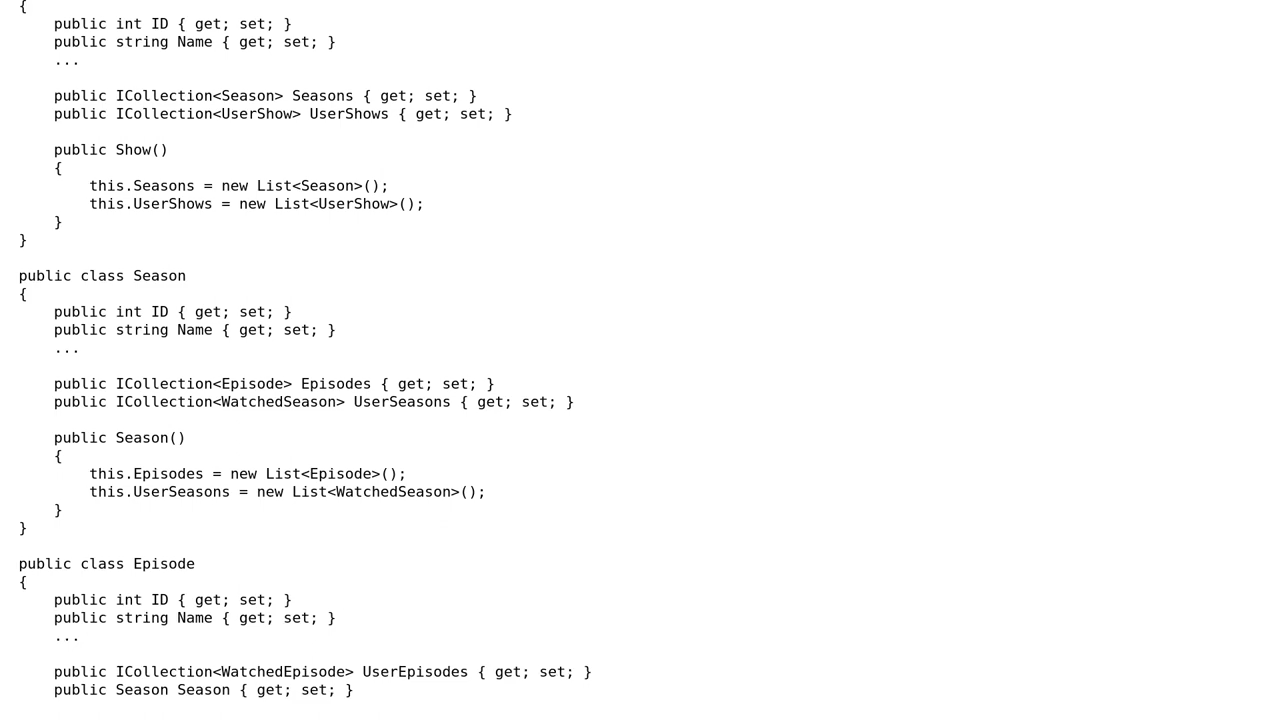 {
    public int ID { get; set; }
    public string Name { get; set; }
    ...

    public ICollection<Season> Seasons { get; set; }
    public ICollection<UserShow> UserShows { get; set; }

    public Show()
    {
        this.Seasons = new List<Season>();
        this.UserShows = new List<UserShow>();
    }
}

public class Season
{
    public int ID { get; set; }
    public string Name { get; set; }
    ...

    public ICollection<Episode> Episodes { get; set; }
    public ICollection<WatchedSeason> UserSeasons { get; set; }

    public Season()
    {
        this.Episodes = new List<Episode>();
        this.UserSeasons = new List<WatchedSeason>();
    }
}

public class Episode
{
    public int ID { get; set; }
    public string Name { get; set; }
    ...

    public ICollection<WatchedEpisode> UserEpisodes { get; set; }
    public Season Season { get; set; }